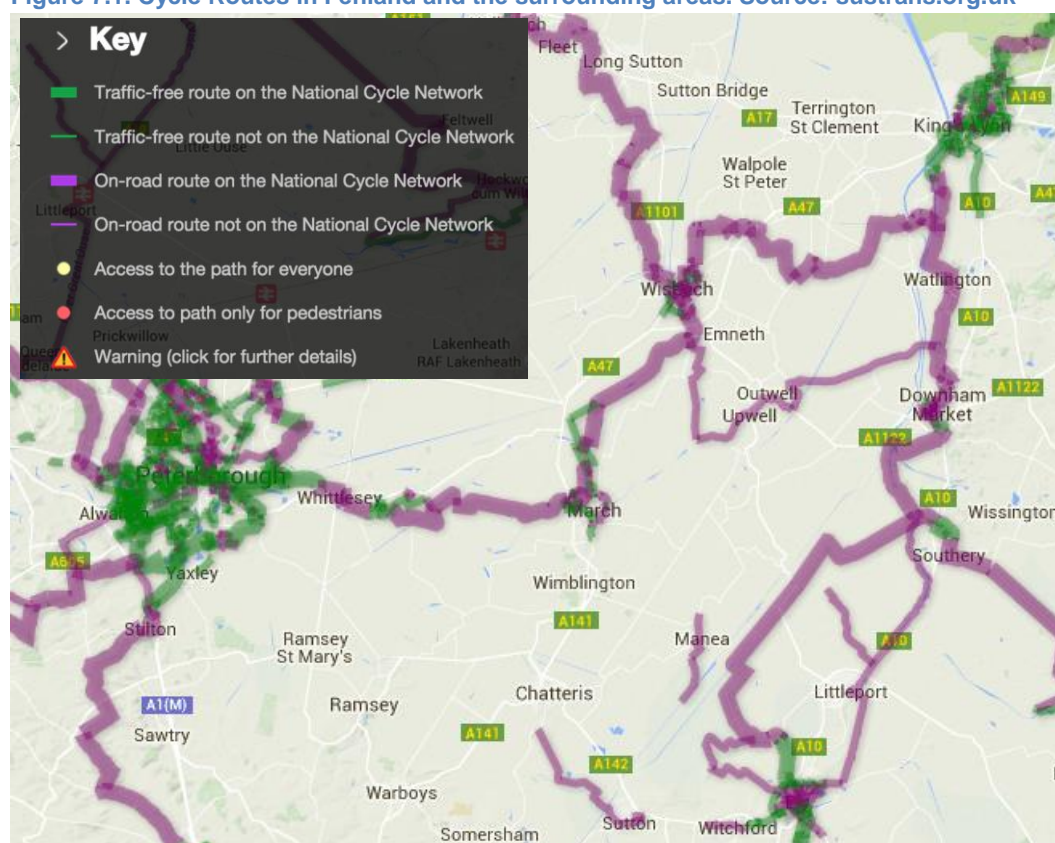 Figure 7.1: Cycle Routes in Fenland and the surrounding areas. Source: sustrans.org.uk
Key
Traffic-free route on the National Cycle Network
Traffic-free route not on the National Cycle Network
On-road route on the National Cycle Network
On-road route not on the National Cycle Network
Access to the path for everyone
Access to path only for pedestrians
Warning (click for further details)
Feltwell
Little Ouse
Littleport
Prickwillow
Lakenheath
RAF Lakenheath
Fleet
Long Sutton
Sutton Bridge
A17
Terrington
St Clement
A149
King's Lynn
Walpole
St Peter
A1101
A47
A10
A47
Wisbech
Watlington
Emneth
A10
A47
Outwell
Upwell
Downham
Market
A1122
A1122
Peterborough
Whittlesey
March
A10
Wissington
Southery
A605
Yaxley
Wimblington
A141
Stilton
Ramsey
St Mary's
Manea
A10
Littleport
Chatteris
A1(M)
Ramsey
Sawtry
A141
A142
A10
Warboys
Somersham
Sutton
Witchford